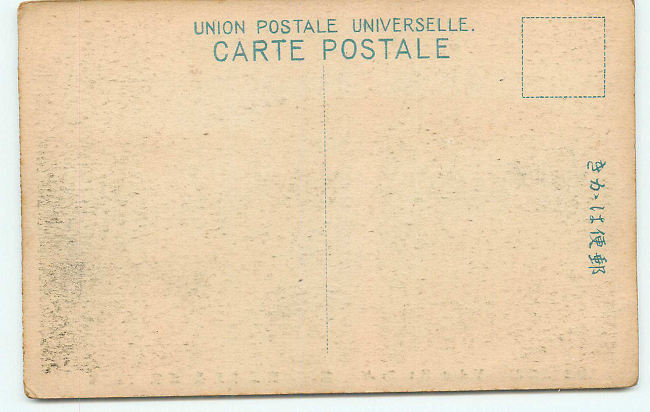 UNION POSTALE UNIVERSELLE.
CARTE POSTALE
きかは便郵